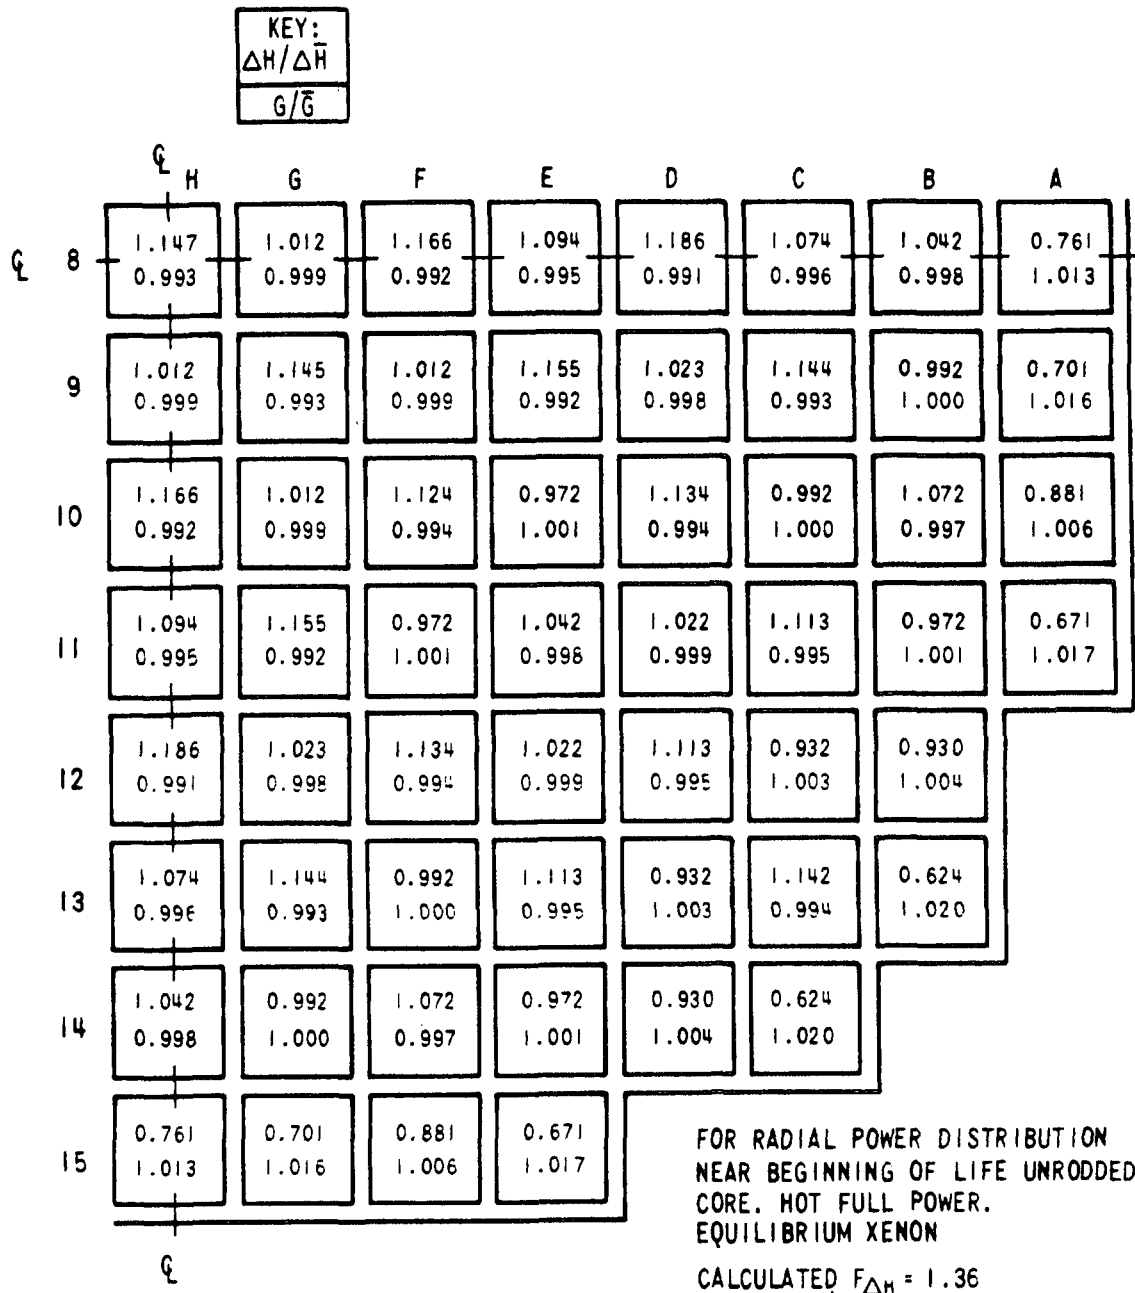 KEY:
△H/△H̅
G/G̅
℄ H G F E D C B A
℄ 8 1.147 1.012 1.166 1.094 1.186 1.074 1.042 0.761
0.993 0.999 0.992 0.995 0.991 0.996 0.998 1.013
9 1.012 1.145 1.012 1.155 1.023 1.144 0.992 0.701
0.999 0.993 0.999 0.992 0.998 0.993 1.000 1.016
10 1.166 1.012 1.124 0.972 1.134 0.992 1.072 0.881
0.992 0.999 0.994 1.001 0.994 1.000 0.997 1.006
11 1.094 1.155 0.972 1.042 1.022 1.113 0.972 0.671
0.995 0.992 1.001 0.998 0.999 0.995 1.001 1.017
12 1.186 1.023 1.134 1.022 1.113 0.932 0.930
0.991 0.998 0.994 0.999 0.995 1.003 1.004
13 1.074 1.144 0.992 1.113 0.932 1.142 0.624
0.996 0.993 1.000 0.995 1.003 0.994 1.020
14 1.042 0.992 1.072 0.972 0.930 0.624
0.998 1.000 0.997 1.001 1.004 1.020
15 0.761 0.701 0.881 0.671
1.013 1.016 1.006 1.017
℄
FOR RADIAL POWER DISTRIBUTION
NEAR BEGINNING OF LIFE UNRODDED
CORE. HOT FULL POWER.
EQUILIBRIUM XENON
CALCULATED F△H = 1.36